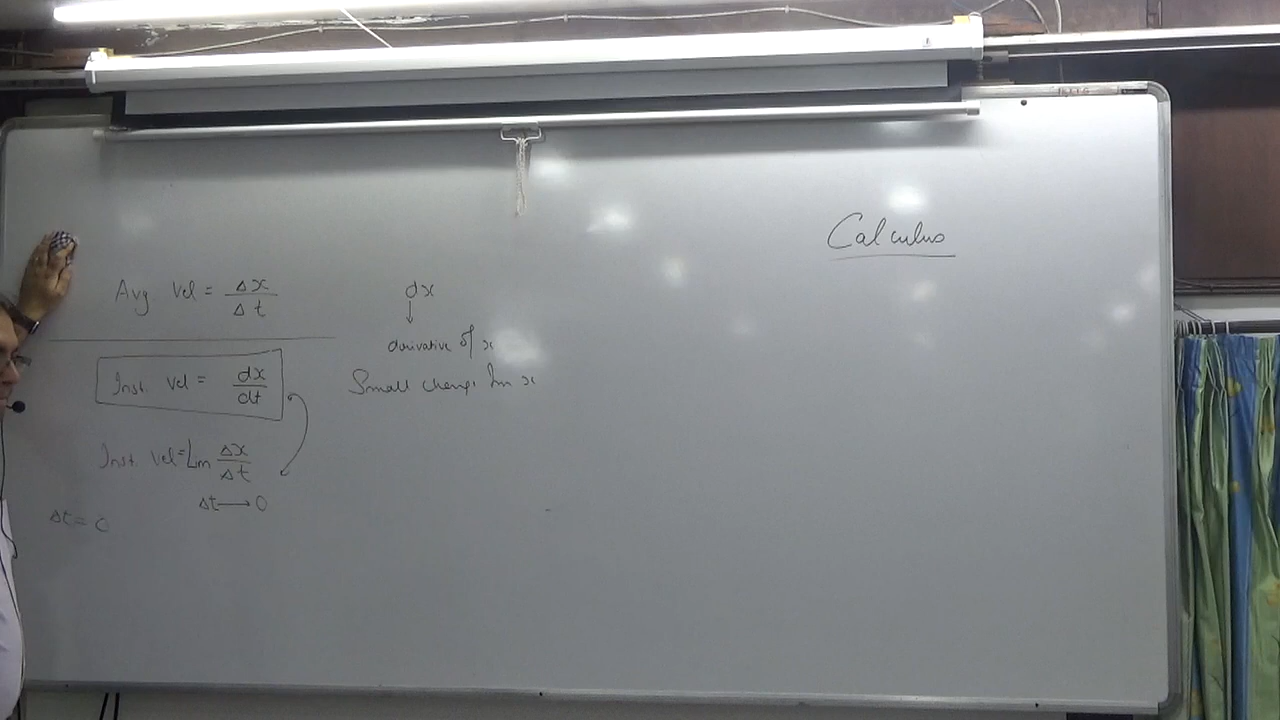 Calculus
Avg Vel = Δx/Δt
Inst. Vel = dx/dt
Inst. Vel = Lim Δx/Δt
Δt → 0
Δt = 0
dx
↓
derivative of x
Small change in x